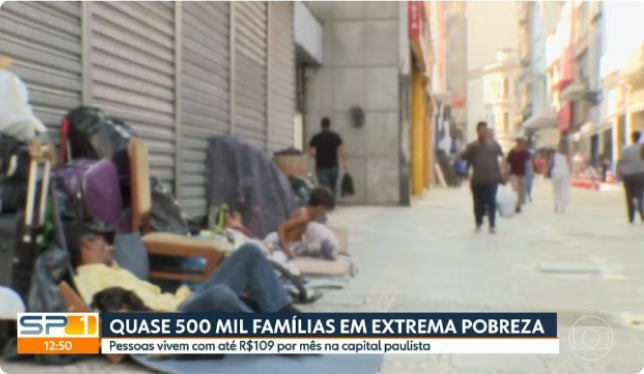 SP1
QUASE 500 MIL FAMÍLIAS EM EXTREMA POBREZA
12:50
Pessoas vivem com até R$109 por mês na capital paulista